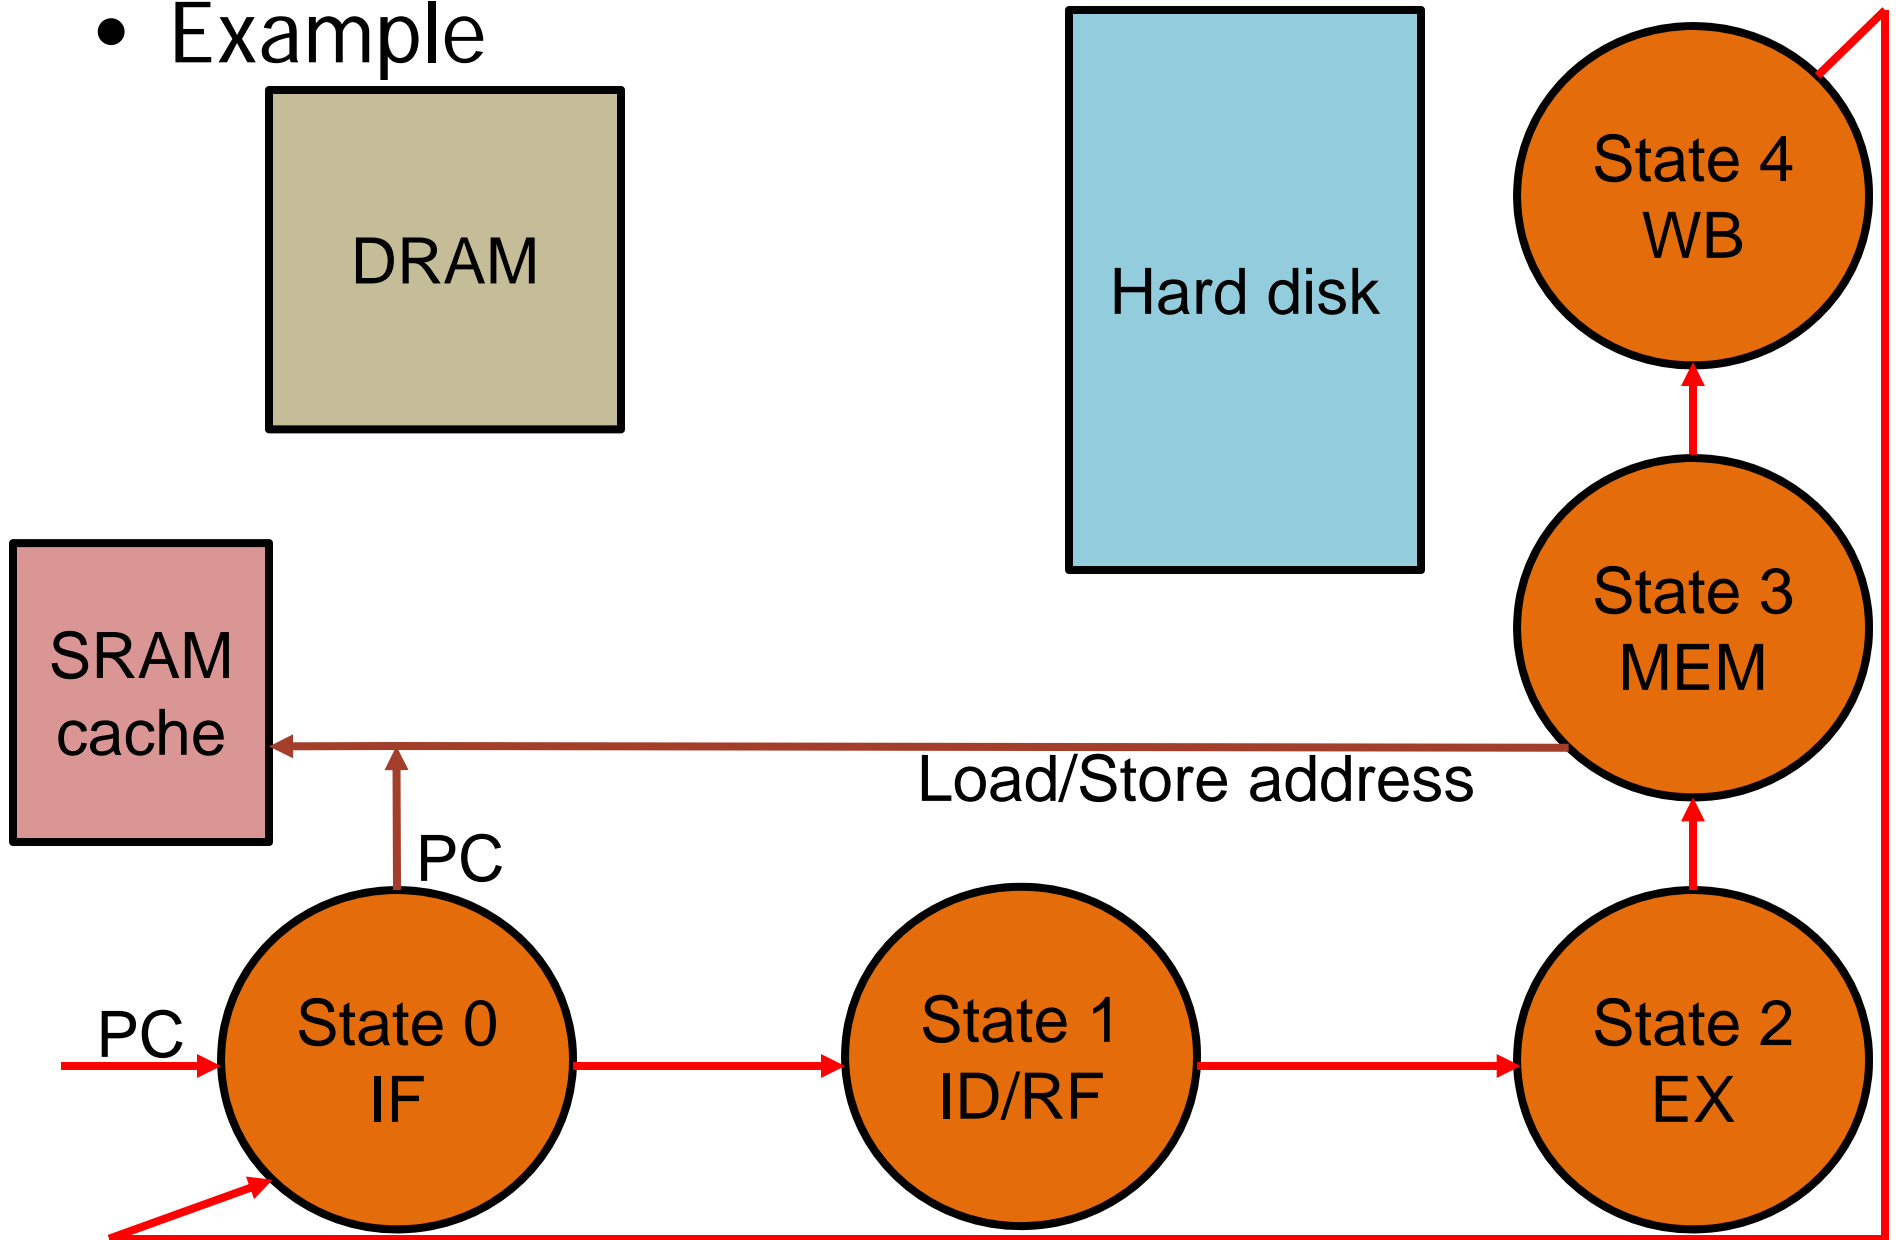 • Example
DRAM
Hard disk
State 4
WB
SRAM
cache
State 3
MEM
Load/Store address
PC
PC
State 0
IF
State 1
ID/RF
State 2
EX